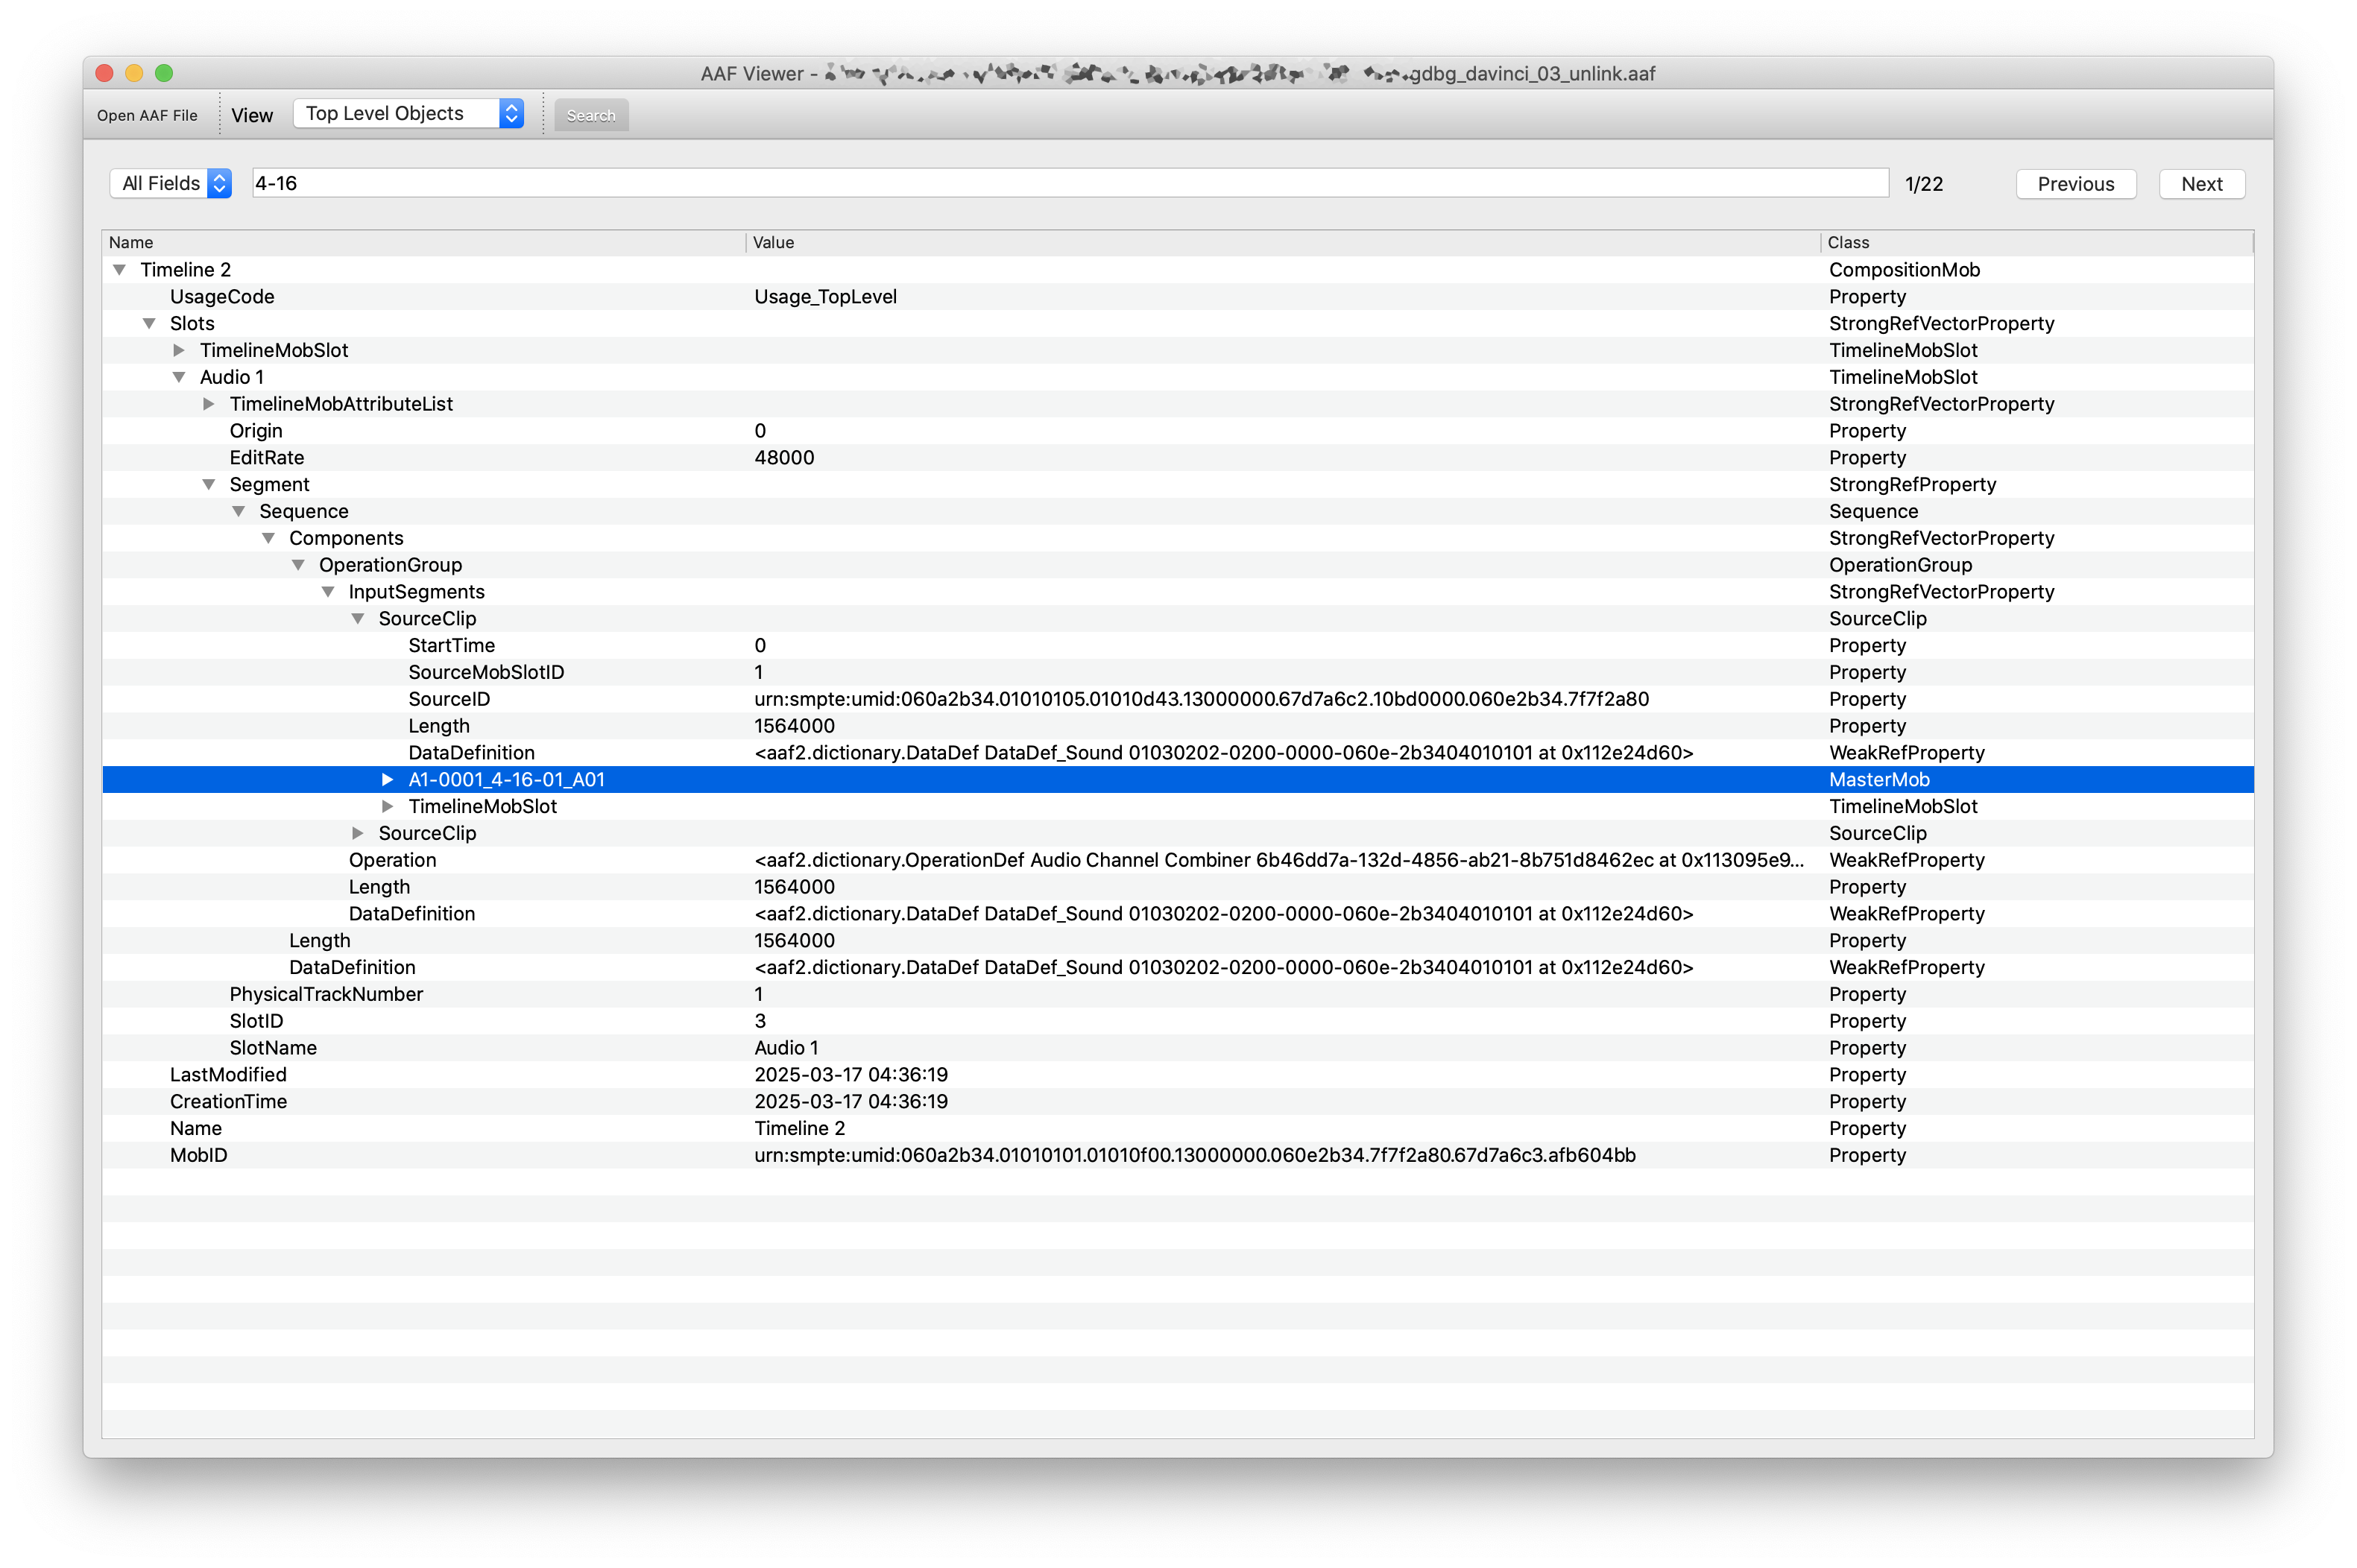 AAF Viewer - gdbg_davinci_03_unlink.aaf
Open AAF File View Top Level Objects Search
All Fields 4-16 1/22 Previous Next
Name Value Class
Timeline 2 CompositionMob
UsageCode Usage_TopLevel Property
Slots StrongRefVectorProperty
TimelineMobSlot TimelineMobSlot
Audio 1 TimelineMobSlot
TimelineMobAttributeList StrongRefVectorProperty
Origin 0 Property
EditRate 48000 Property
Segment StrongRefProperty
Sequence Sequence
Components StrongRefVectorProperty
OperationGroup OperationGroup
InputSegments StrongRefVectorProperty
SourceClip SourceClip
StartTime 0 Property
SourceMobSlotID 1 Property
SourceID urn:smpte:umid:060a2b34.01010105.01010d43.13000000.67d7a6c2.10bd0000.060e2b34.7f7f2a80 Property
Length 1564000 Property
DataDefinition <aaf2.dictionary.DataDef DataDef_Sound 01030202-0200-0000-060e-2b3404010101 at 0x112e24d60> WeakRefProperty
A1-0001_4-16-01_A01 MasterMob
TimelineMobSlot TimelineMobSlot
SourceClip SourceClip
Operation <aaf2.dictionary.OperationDef Audio Channel Combiner 6b46dd7a-132d-4856-ab21-8b751d8462ec at 0x113095e9... WeakRefProperty
Length 1564000 Property
DataDefinition <aaf2.dictionary.DataDef DataDef_Sound 01030202-0200-0000-060e-2b3404010101 at 0x112e24d60> WeakRefProperty
Length 1564000 Property
DataDefinition <aaf2.dictionary.DataDef DataDef_Sound 01030202-0200-0000-060e-2b3404010101 at 0x112e24d60> WeakRefProperty
PhysicalTrackNumber 1 Property
SlotID 3 Property
SlotName Audio 1 Property
LastModified 2025-03-17 04:36:19 Property
CreationTime 2025-03-17 04:36:19 Property
Name Timeline 2 Property
MobID urn:smpte:umid:060a2b34.01010101.01010f00.13000000.060e2b34.7f7f2a80.67d7a6c3.afb604bb Property